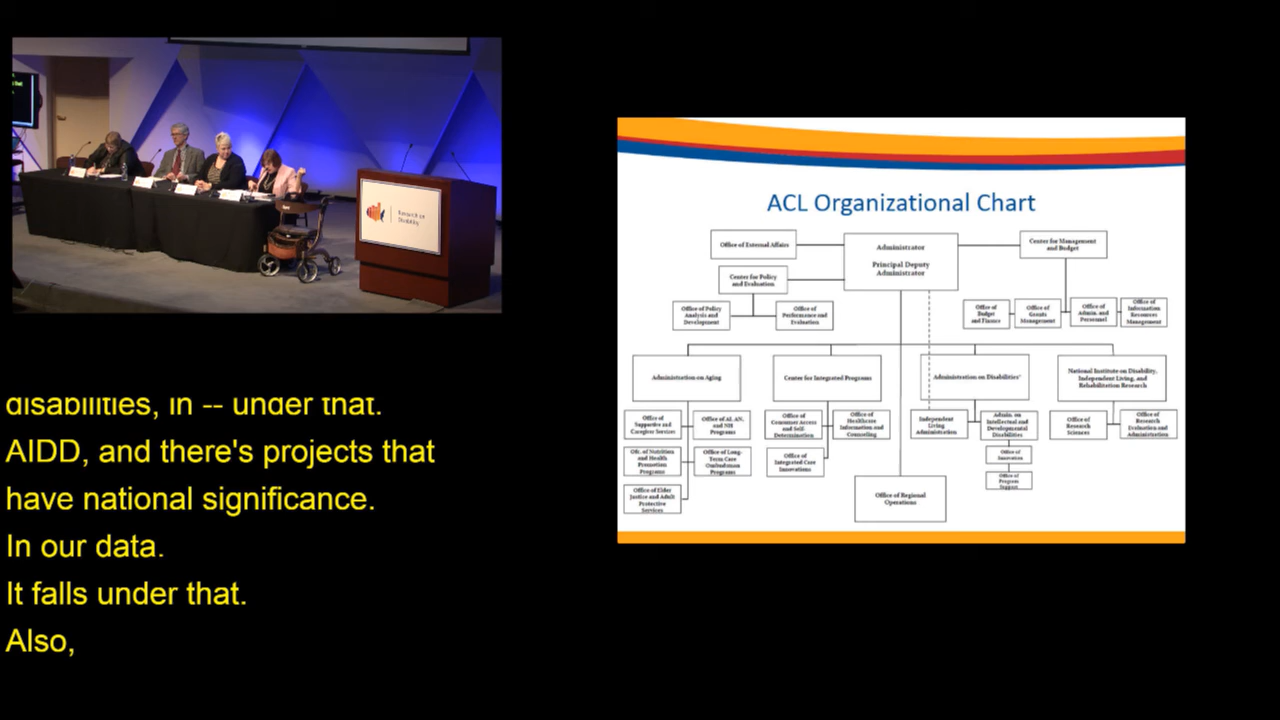 Research on
Disability
disabilities, in -- under that.
AIDD, and there's projects that
have national significance.
In our data.
It falls under that.
Also,
ACL Organizational Chart
Office of External Affairs
Administrator
Principal Deputy
Administrator
Center for Management
and Budget
Center for Policy
and Evaluation
Office of Policy
Analysis and
Development
Office of
Performance and
Evaluation
Office of
Budget
and Finance
Office of
Grants
Management
Office of
Admin. and
Personnel
Office of
Information
Resources
Management
Administration on Aging
Center for Integrated Programs
Administration on Disabilities*
National Institute on Disability,
Independent Living, and
Rehabilitation Research
Office of
Supportive and
Caregiver Services
Office of AI, AN,
and NH
Programs
Ofc. of Nutrition
and Health
Promotion
Programs
Office of Long-
Term Care
Ombudsman
Programs
Office of Elder
Justice and Adult
Protective
Services
Office of
Consumer Access
and Self-
Determination
Office of
Healthcare
Information and
Counseling
Office of
Integrated Care
Innovations
Independent
Living
Administration
Admin. on
Intellectual and
Developmental
Disabilities
Office of
Innovation
Office of
Program
Support
Office of
Research
Sciences
Office of
Research
Evaluation and
Administration
Office of Regional
Operations